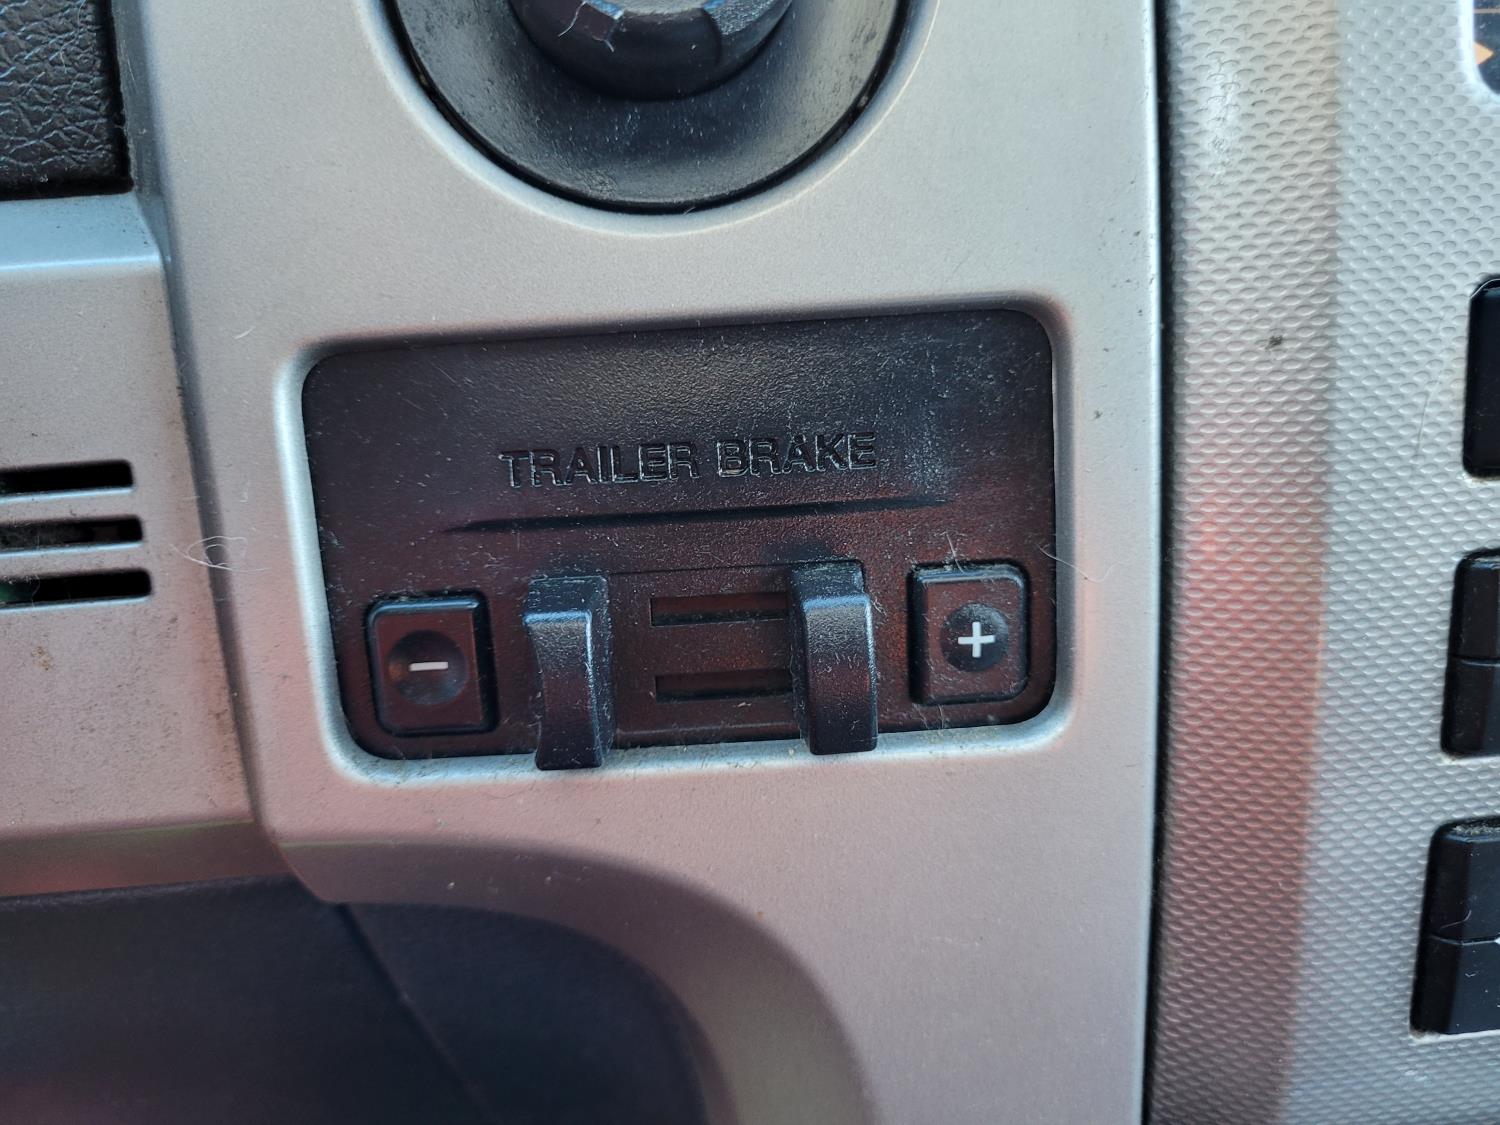 TRAILER BRAKE
- +